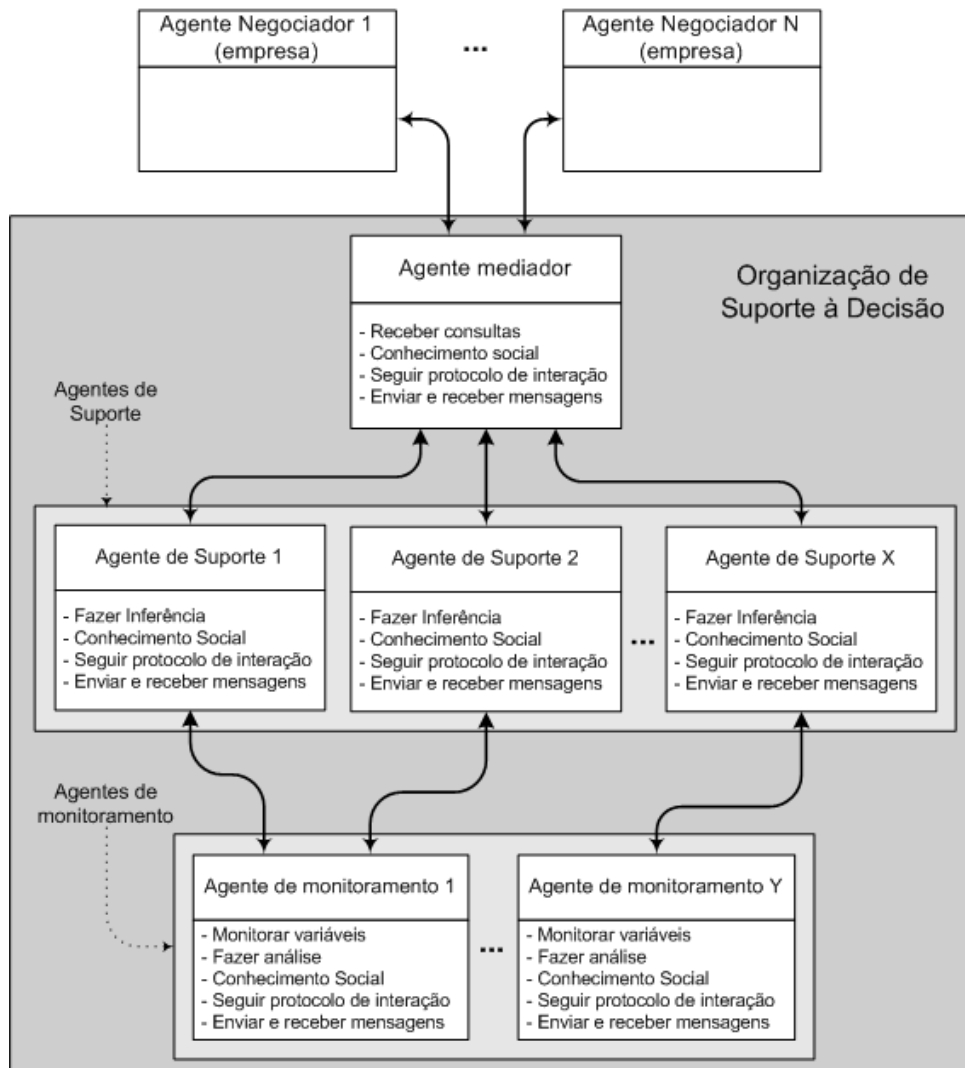 Agente Negociador 1
(empresa)
...
Agente Negociador N
(empresa)
Organização de
Suporte à Decisão
Agente mediador
- Receber consultas
- Conhecimento social
- Seguir protocolo de interação
- Enviar e receber mensagens
Agentes de
Suporte
Agente de Suporte 1
- Fazer Inferência
- Conhecimento Social
- Seguir protocolo de interação
- Enviar e receber mensagens
Agente de Suporte 2
- Fazer Inferência
- Conhecimento Social
- Seguir protocolo de interação
- Enviar e receber mensagens
...
Agente de Suporte X
- Fazer Inferência
- Conhecimento Social
- Seguir protocolo de interação
- Enviar e receber mensagens
Agentes de
monitoramento
Agente de monitoramento 1
- Monitorar variáveis
- Fazer análise
- Conhecimento Social
- Seguir protocolo de interação
- Enviar e receber mensagens
...
Agente de monitoramento Y
- Monitorar variáveis
- Fazer análise
- Conhecimento Social
- Seguir protocolo de interação
- Enviar e receber mensagens